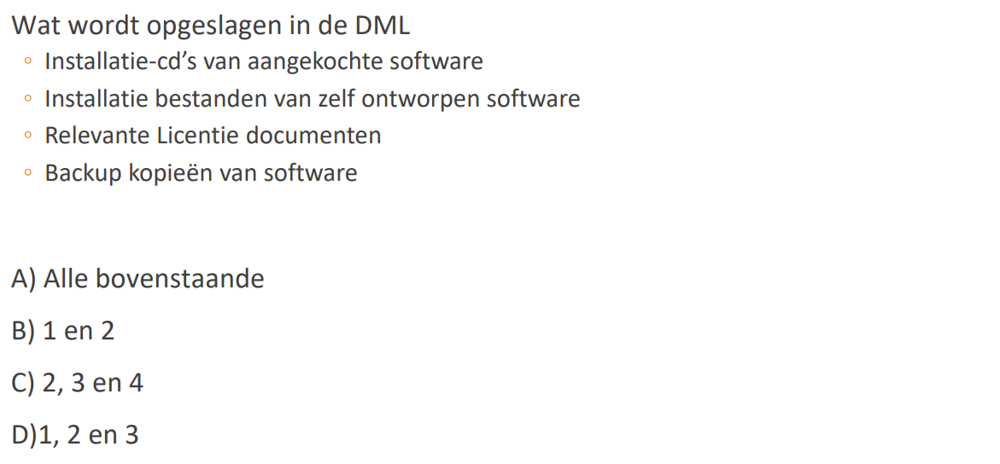 Wat wordt opgeslagen in de DML
◦ Installatie-cd’s van aangekochte software
◦ Installatie bestanden van zelf ontworpen software
◦ Relevante Licentie documenten
◦ Backup kopieën van software
A) Alle bovenstaande
B) 1 en 2
C) 2, 3 en 4
D)1, 2 en 3